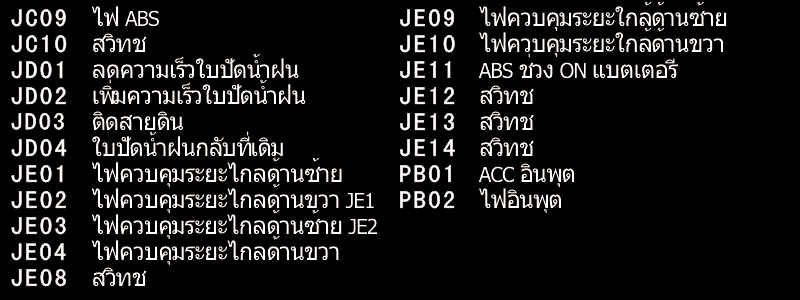 JC09 ไฟ ABS
JC10 สวิทช
JD01 ลดความเร็วใบปัดน้ำฝน
JD02 เพิ่มความเร็วใบปัดน้ำฝน
JD03 ติดสายดิน
JD04 ใบปัดน้ำฝนกลับที่เดิม
JE01 ไฟควบคุมระยะไกลด้านซ้าย
JE02 ไฟควบคุมระยะไกลด้านขวา JE1
JE03 ไฟควบคุมระยะไกลด้านซ้าย JE2
JE04 ไฟควบคุมระยะไกลด้านขวา
JE08 สวิทช
JE09 ไฟควบคุมระยะใกล้ด้านซ้าย
JE10 ไฟควบคุมระยะใกล้ด้านขวา
JE11 ABS ช่วง ON แบตเตอรี
JE12 สวิทช
JE13 สวิทช
JE14 สวิทช
PB01 ACC อินพุต
PB02 ไฟอินพุต